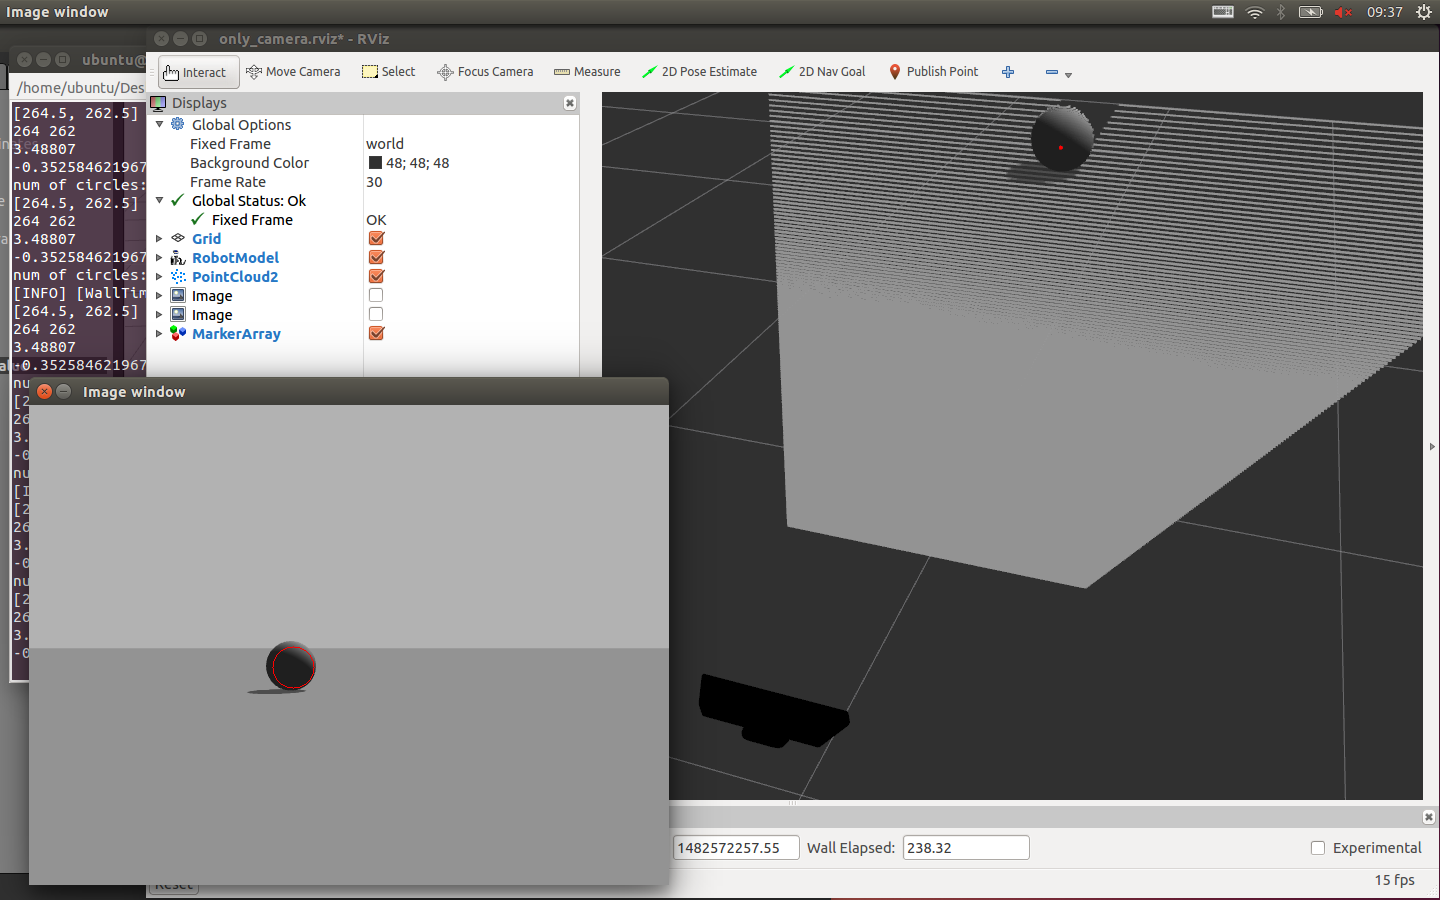 Image window
09:37
only_camera.rviz* - RViz
ubuntu@
Interact
Move Camera
Select
Focus Camera
Measure
2D Pose Estimate
2D Nav Goal
Publish Point
/home/ubuntu/Des
Displays
[264.5, 262.5]
264 262
3.48807
-0.352584621967
num of circles:
[264.5, 262.5]
264 262
3.48807
-0.352584621967
num of circles:
[INFO] [WallTim
[264.5, 262.5]
264 262
3.48807
-0.352584621967
nu
[2
26
3.
-0
nu
[I
[2
26
3.
-0
nu
[2
26
3.
-0
Global Options
Fixed Frame world
Background Color 48; 48; 48
Frame Rate 30
Global Status: Ok
Fixed Frame OK
Grid
RobotModel
PointCloud2
Image
Image
MarkerArray
Image window
1482572257.55
Wall Elapsed:
238.32
Experimental
Reset
15 fps